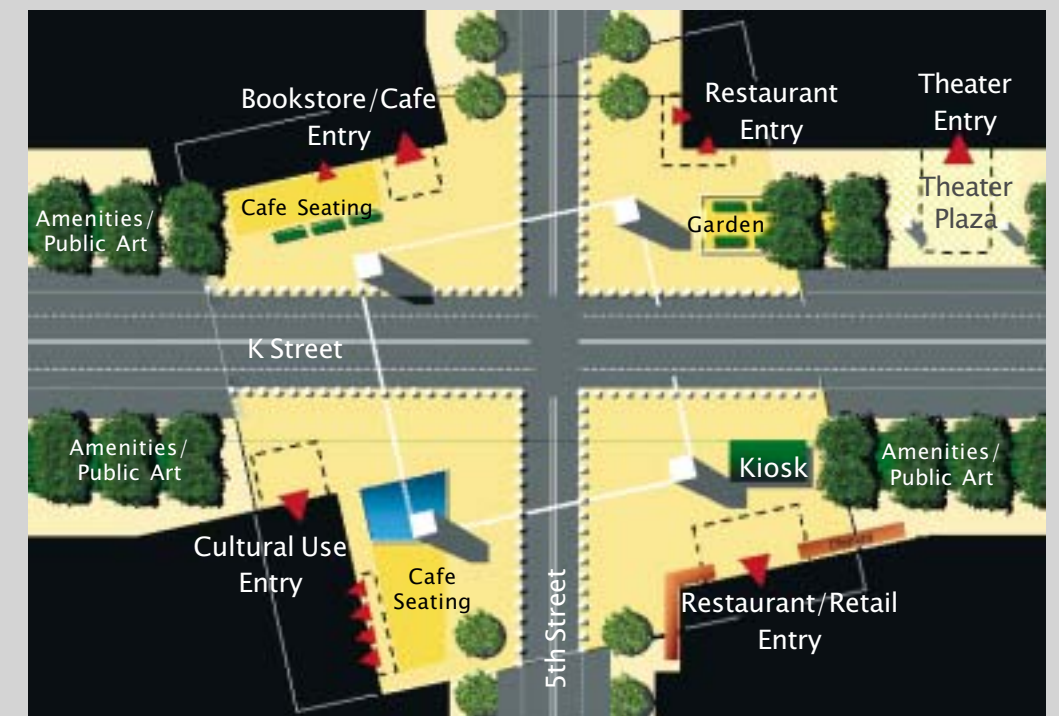 Bookstore/Cafe
Entry
Restaurant
Entry
Theater
Entry
Theater
Plaza
Amenities/
Public Art
Cafe Seating
Garden
K Street
Amenities/
Public Art
Kiosk
Amenities/
Public Art
Cultural Use
Entry
Cafe
Seating
5th Street
Restaurant/Retail
Entry